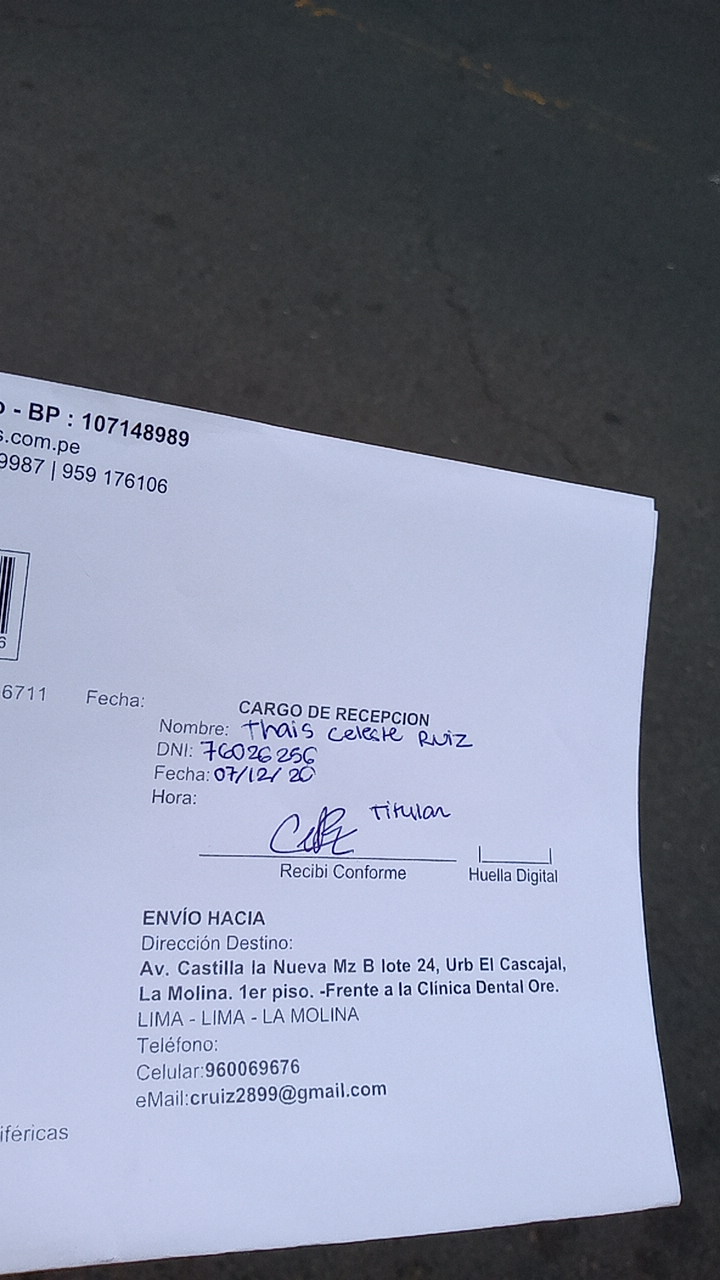 - BP : 107148989
s.com.pe
9987 | 959 176106
6
6711 Fecha:
CARGO DE RECEPCION
Nombre: Thais Celeste Ruiz
DNI: 76026256
Fecha: 07/12/20
Hora:
Titular
Recibi Conforme
Huella Digital
ENVÍO HACIA
Dirección Destino:
Av. Castilla la Nueva Mz B lote 24, Urb El Cascajal,
La Molina. 1er piso. -Frente a la Clínica Dental Ore.
LIMA - LIMA - LA MOLINA
Teléfono:
Celular:960069676
eMail:cruiz2899@gmail.com
iféricas